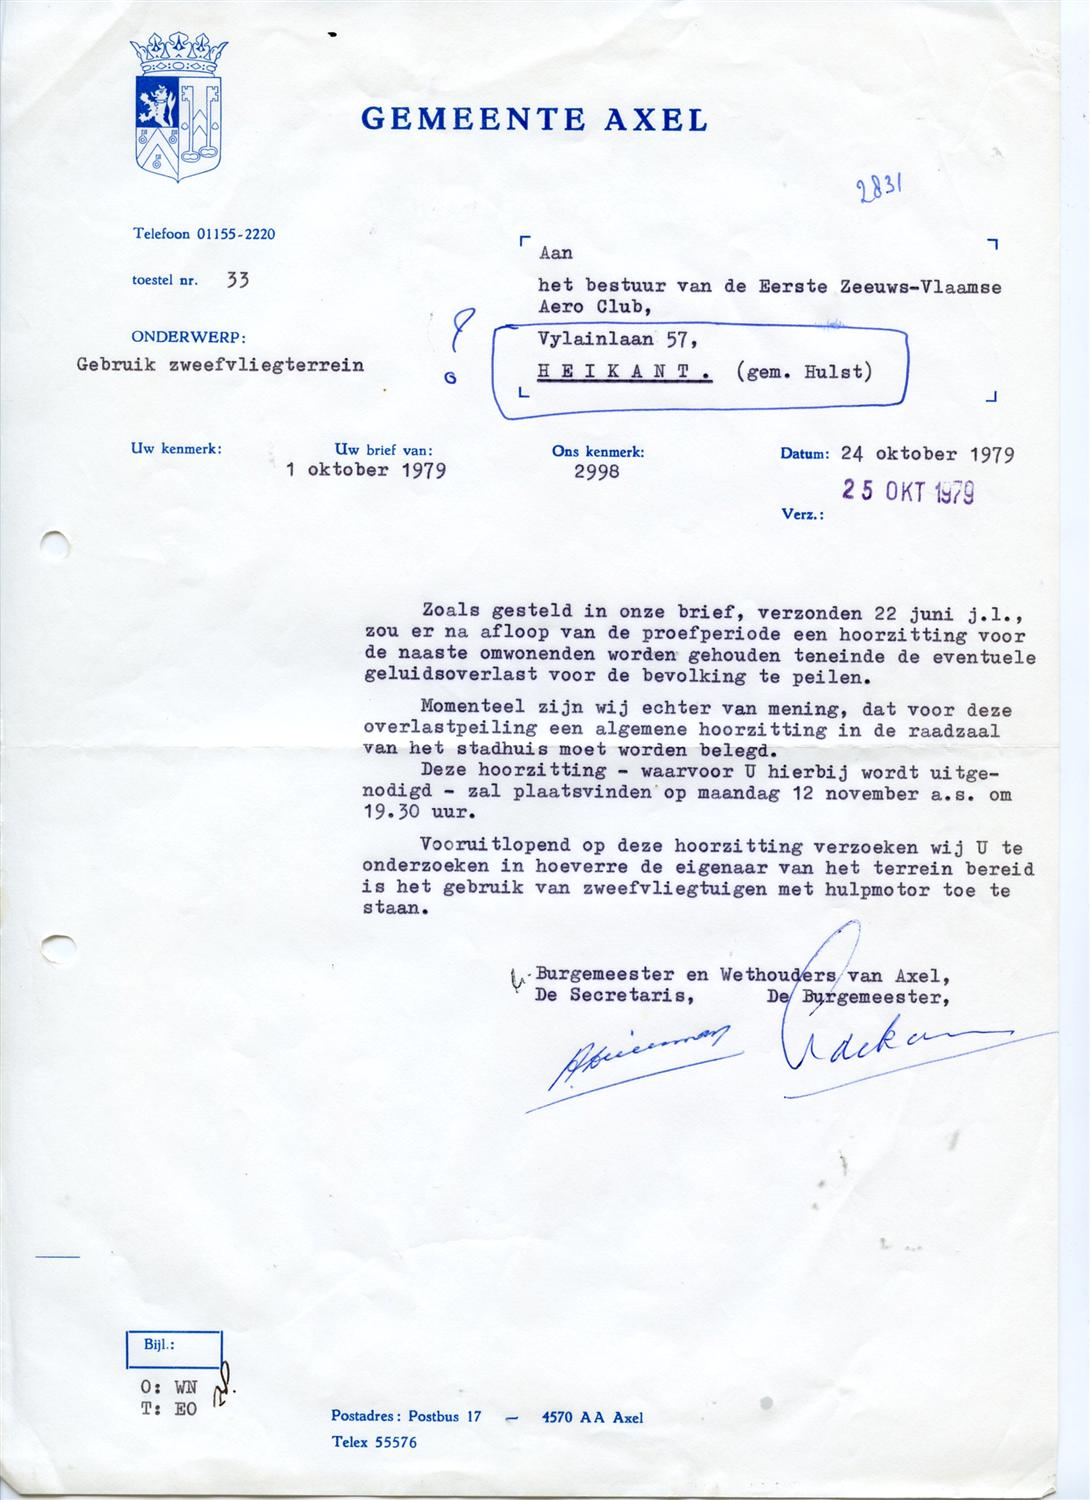 GEMEENTE AXEL
2831
Telefoon 01155-2220
toestel nr. 33
ONDERWERP:
Gebruik zweefvliegterrein
Aan
het bestuur van de Eerste Zeeuws-Vlaamse
Aero Club,
Vylainlaan 57,
HEIKANT. (gem. Hulst)
?
Uw kenmerk:
Uw brief van:
1 oktober 1979
Ons kenmerk:
2998
Datum: 24 oktober 1979
25 OKT 1979
Verz.:
Zoals gesteld in onze brief, verzonden 22 juni j.l.,
zou er na afloop van de proefperiode een hoorzitting voor
de naaste omwonenden worden gehouden teneinde de eventuele
geluidsoverlast voor de bevolking te peilen.
Momenteel zijn wij echter van mening, dat voor deze
overlastpeiling een algemene hoorzitting in de raadzaal
van het stadhuis moet worden belegd.
Deze hoorzitting - waarvoor U hierbij wordt uitge-
nodigd - zal plaatsvinden op maandag 12 november a.s. om
19.30 uur.
Vooruitlopend op deze hoorzitting verzoeken wij U te
onderzoeken in hoeverre de eigenaar van het terrein bereid
is het gebruik van zweefvliegtuigen met hulpmotor toe te
staan.
Burgemeester en Wethouders van Axel,
De Secretaris, De Burgemeester,
Bijl.:
O: WN
T: EO
Postadres: Postbus 17 — 4570 AA Axel
Telex 55576